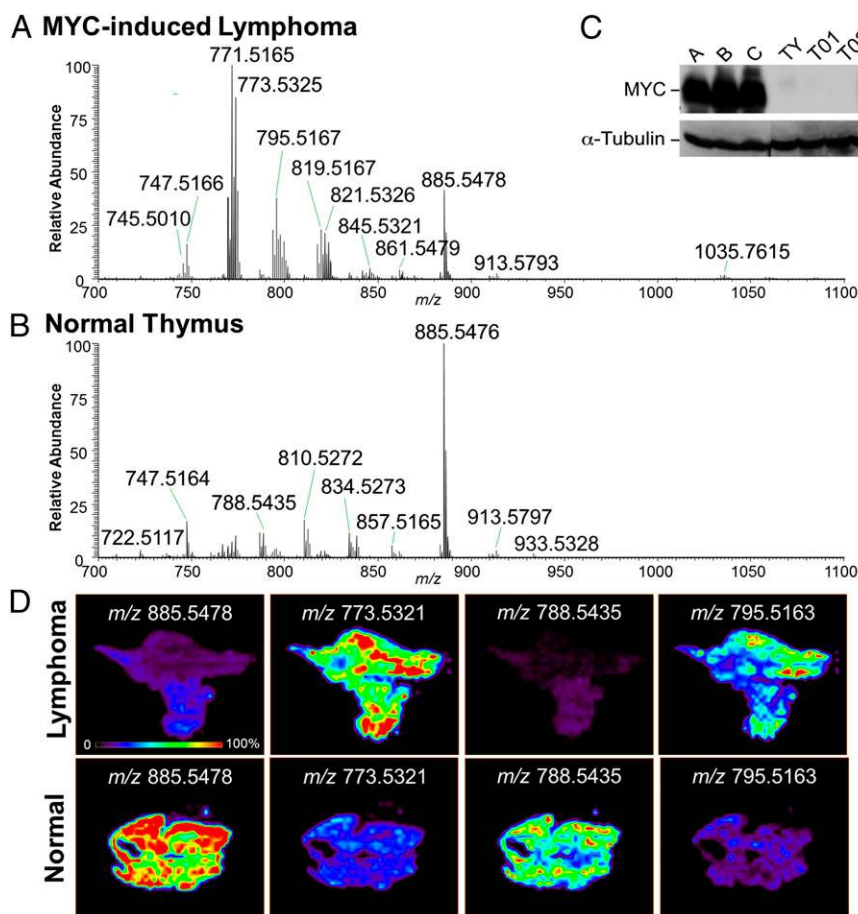 A MYC-induced Lymphoma
Relative Abundance
100
75
50
25
0
771.5165
773.5325
795.5167
819.5167
747.5166
821.5326
885.5478
745.5010
845.5321
861.5479
913.5793
1035.7615
700
750
800
850
900
950
1000
1050
1100
m/z
C
A B C TY T01
MYC
α-Tubulin
B Normal Thymus
Relative Abundance
100
75
50
25
0
885.5476
810.5272
747.5164
788.5435
834.5273
857.5165
913.5797
722.5117
933.5328
700
750
800
850
900
950
1000
1050
1100
m/z
D
Lymphoma
m/z 885.5478
m/z 773.5321
m/z 788.5435
m/z 795.5163
0 100%
Normal
m/z 885.5478
m/z 773.5321
m/z 788.5435
m/z 795.5163